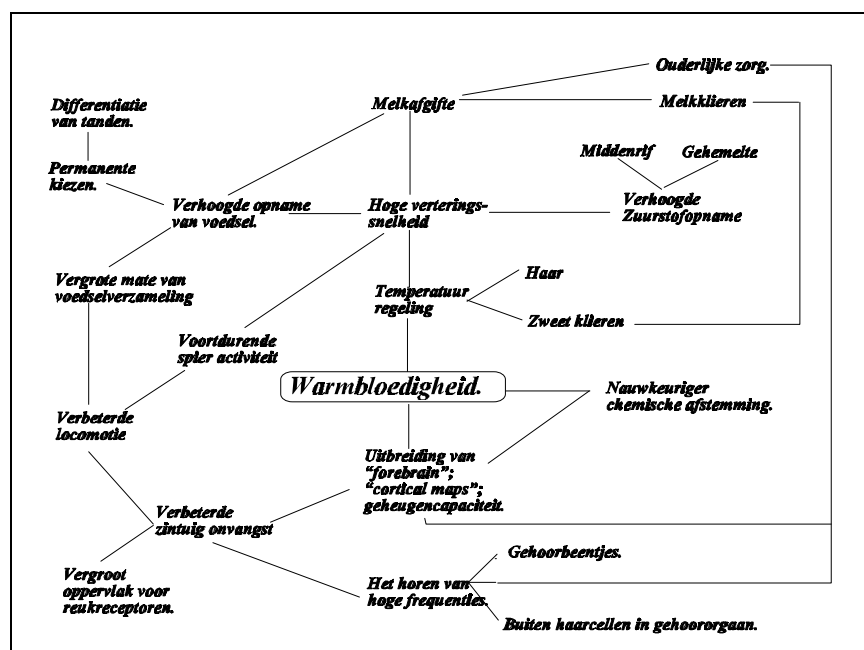 Ouderlijke zorg.
Differentiatie
van tanden.
Melkafgifte
Melkklieren
Middenrif
Gehemelte
Permanente
kiezen.
Verhoogde opname
van voedsel.
Hoge verterings-
snelheid
Verhoogde
Zuurstofopname
Vergrote mate van
voedselverzameling
Temperatuur
regeling
Haar
Zweet klieren
Voortdurende
spier activiteit
Warmbloedigheid.
Nauwkeuriger
chemische afstemming.
Verbeterde
locomotie
Uitbreiding van
“forebrain”;
“cortical maps”;
geheugencapaciteit.
Verbeterde
zintuig onvangst
Gehoorbeentjes.
Vergroot
oppervlak voor
reukreceptoren.
Het horen van
hoge frequenties.
Buiten haarcellen in gehoororgaan.